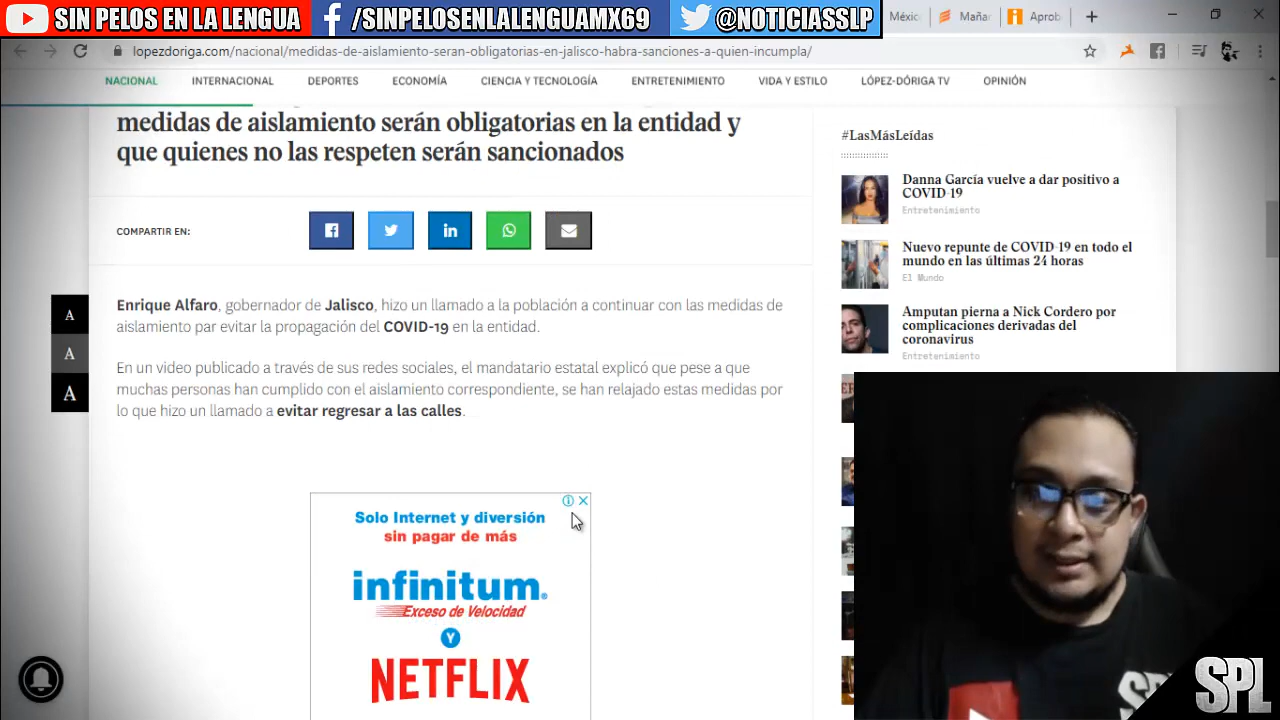 SIN PELOS EN LA LENGUA
/SINPELOSENLALENGUAMX69
@NOTICIASSLP
Méxic
Mañar
Aprob
lopezdoriga.com/nacional/medidas-de-aislamiento-seran-obligatorias-en-jalisco-habra-sanciones-a-quien-incumpla/
NACIONAL
INTERNACIONAL
DEPORTES
ECONOMÍA
CIENCIA Y TECNOLOGÍA
ENTRETENIMIENTO
VIDA Y ESTILO
LÓPEZ-DÓRIGA TV
OPINIÓN
medidas de aislamiento serán obligatorias en la entidad y
que quienes no las respeten serán sancionados
COMPARTIR EN:
A
A
A
Enrique Alfaro, gobernador de Jalisco, hizo un llamado a la población a continuar con las medidas de
aislamiento par evitar la propagación del COVID-19 en la entidad.
En un video publicado a través de sus redes sociales, el mandatario estatal explicó que pese a que
muchas personas han cumplido con el aislamiento correspondiente, se han relajado estas medidas por
lo que hizo un llamado a evitar regresar a las calles.
Solo Internet y diversión
sin pagar de más
infinitum
Exceso de Velocidad
Y
NETFLIX
#LasMásLeídas
Danna García vuelve a dar positivo a
COVID-19
Entretenimiento
Nuevo repunte de COVID-19 en todo el
mundo en las últimas 24 horas
El Mundo
Amputan pierna a Nick Cordero por
complicaciones derivadas del
coronavirus
Entretenimiento
SPL
SPL